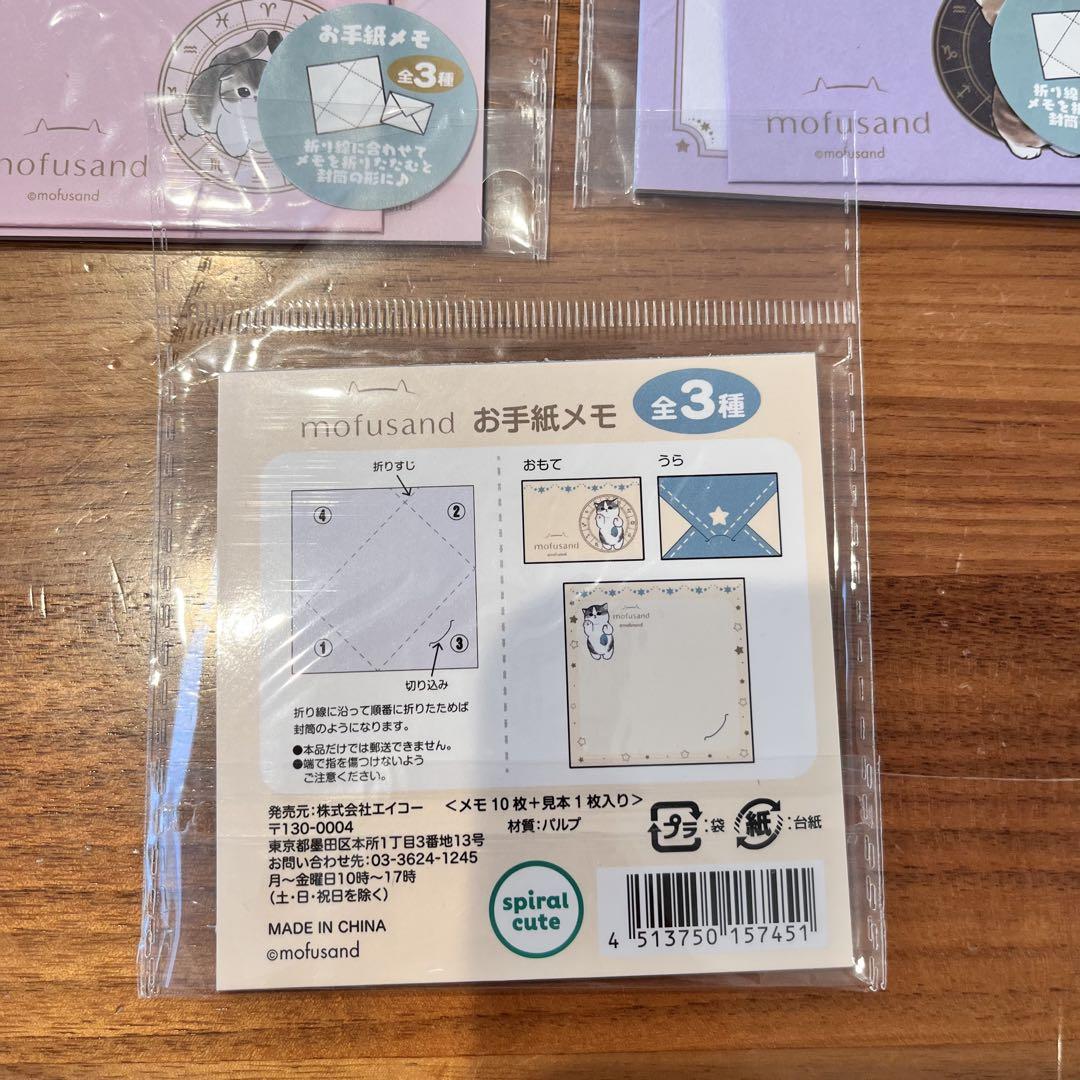 お手紙メモ
全3種
折り線に合わせて
メモを折りたたむと
封筒の形に♪
mofusand
©mofusand
mofusand
©mofusand
折り線
メモを折
封筒
mofusand お手紙メモ 全3種
折りすじ
④
②
①
③
切り込み
おもて
うら
mofusand
mofusand
折り線に沿って順番に折りたためば
封筒のようになります。
●本品だけでは郵送できません。
●端で指を傷つけないよう
ご注意ください。
発売元:株式会社エイコー
<メモ10枚+見本1枚入り>
〒130-0004
材質:パルプ
東京都墨田区本所1丁目3番地13号
お問い合わせ先:03-3624-1245
月~金曜日10時~17時
(土・日・祝日を除く)
MADE IN CHINA
©mofusand
プラ:袋
紙:台紙
spiral
cute
4 513750 157451